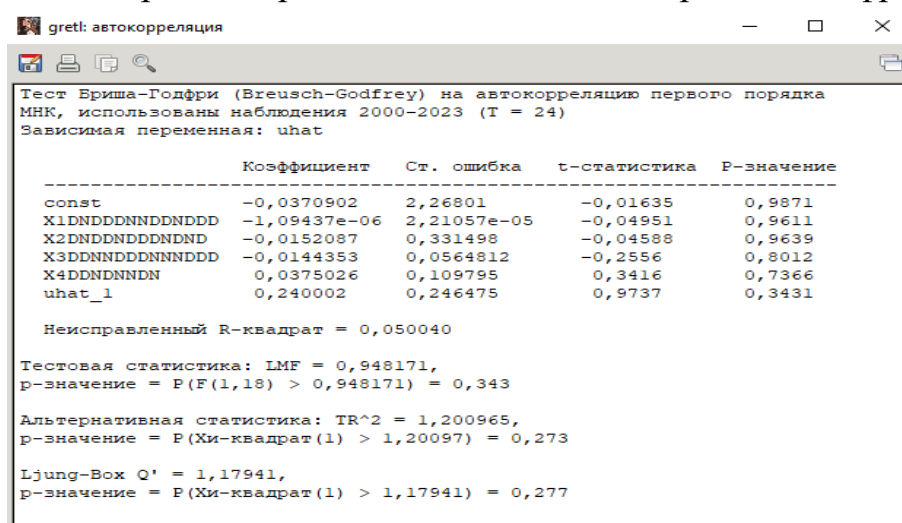 gretl: автокорреляция
Тест Бриша-Годфри (Breusch-Godfrey) на автокорреляцию первого порядка
МНК, использованы наблюдения 2000-2023 (T = 24)
Зависимая переменная: uhat
Коэффициент Ст. ошибка t-статистика P-значение
const −0,0370902 2,26801 −0,01635 0,9871
X1DNDDDNNDDNDDD −1,09437e-06 2,21057e-05 −0,04951 0,9611
X2DNDDNDDDNDND −0,0152087 0,331498 −0,04588 0,9639
X3DDNNDDDNNNDDD −0,0144353 0,0564812 −0,2556 0,8012
X4DDNDNNDN 0,0375026 0,109795 0,3416 0,7366
uhat_1 0,240002 0,246475 0,9737 0,3431
Неисправленный R-квадрат = 0,050040
Тестовая статистика: LMF = 0,948171,
p-значение = P(F(1,18) > 0,948171) = 0,343
Альтернативная статистика: TR^2 = 1,200965,
p-значение = P(Хи-квадрат(1) > 1,20097) = 0,273
Ljung-Box Q' = 1,17941,
p-значение = P(Хи-квадрат(1) > 1,17941) = 0,277